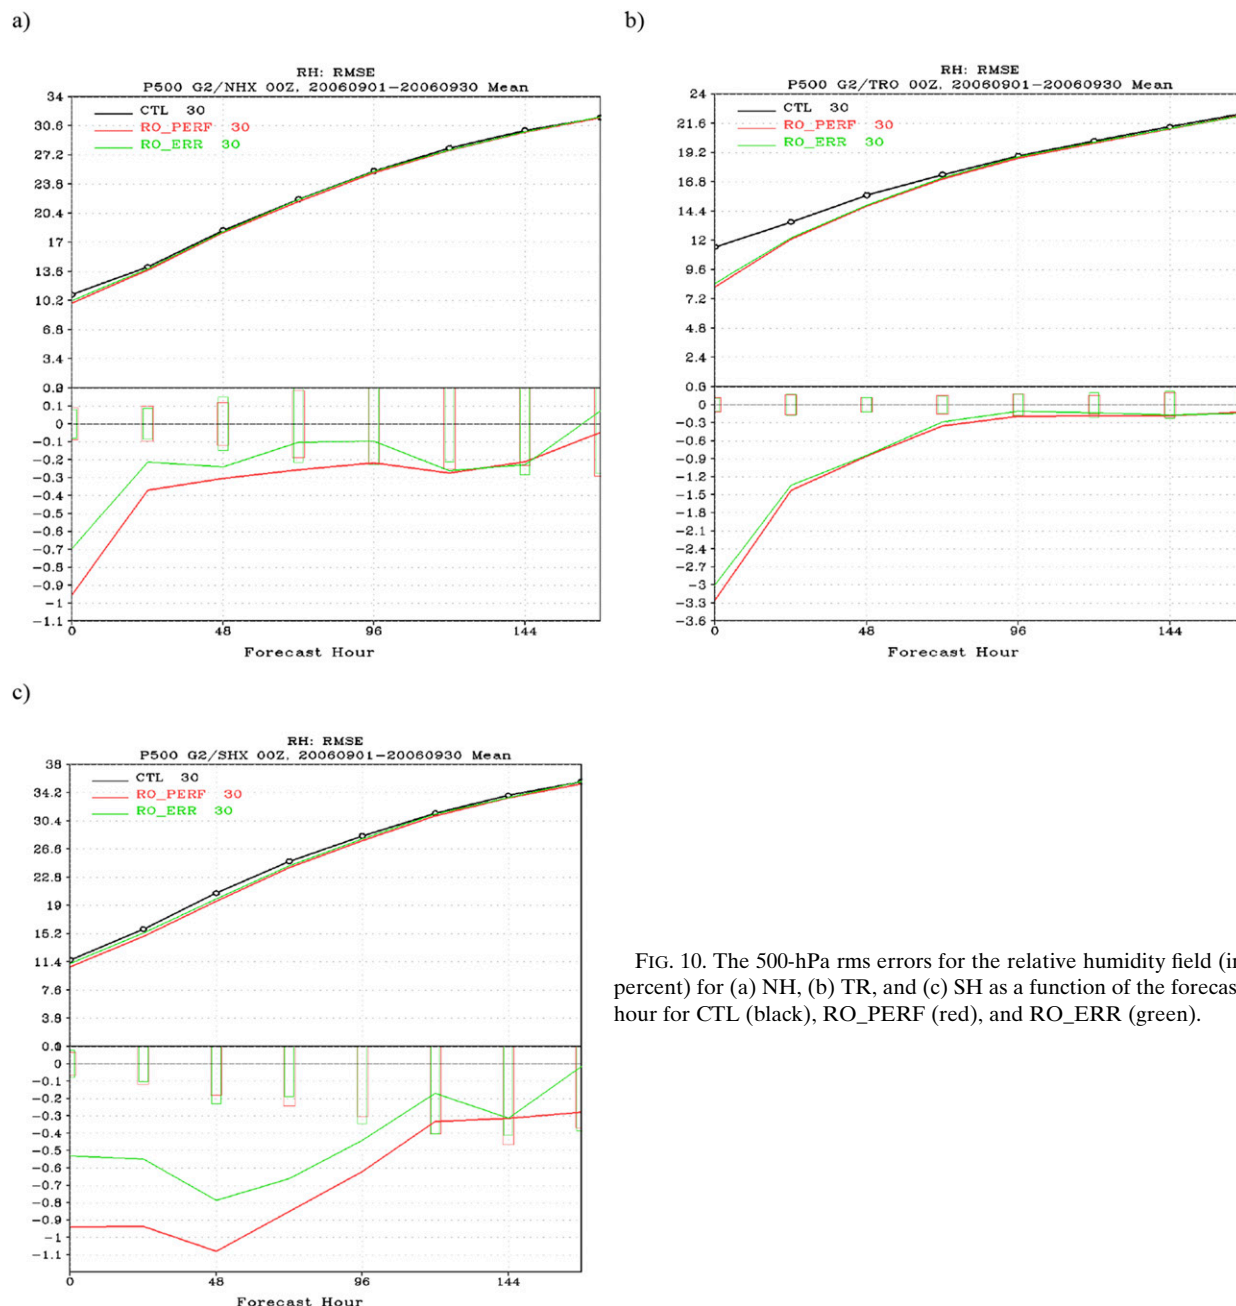 a)
RH: RMSE
P500 G2/NHX 00Z, 20060901-20060930 Mean
34
30.6
27.2
23.8
20.4
17
13.6
10.2
6.8
3.4
CTL 30
RO_PERF 30
RO_ERR 30
0.1
0
-0.1
-0.2
-0.3
-0.4
-0.5
-0.6
-0.7
-0.8
-0.9
-1
-1.1
0 48 96 144
Forecast Hour
b)
RH: RMSE
P500 G2/TRO 00Z, 20060901-20060930 Mean
24
21.6
19.2
16.8
14.4
12
9.6
7.2
4.8
2.4
CTL 30
RO_PERF 30
RO_ERR 30
0
-0.3
-0.6
-0.9
-1.2
-1.5
-1.8
-2.1
-2.4
-2.7
-3
-3.3
-3.6
0 48 96 144
Forecast Hour
c)
RH: RMSE
P500 G2/SHX 00Z, 20060901-20060930 Mean
38
34.2
30.4
26.6
22.8
19
15.2
11.4
7.6
3.8
CTL 30
RO_PERF 30
RO_ERR 30
0
-0.1
-0.2
-0.3
-0.4
-0.5
-0.6
-0.7
-0.8
-0.9
-1
-1.1
0 48 96 144
Forecast Hour
FIG. 10. The 500-hPa rms errors for the relative humidity field (in
percent) for (a) NH, (b) TR, and (c) SH as a function of the forecas
hour for CTL (black), RO_PERF (red), and RO_ERR (green).